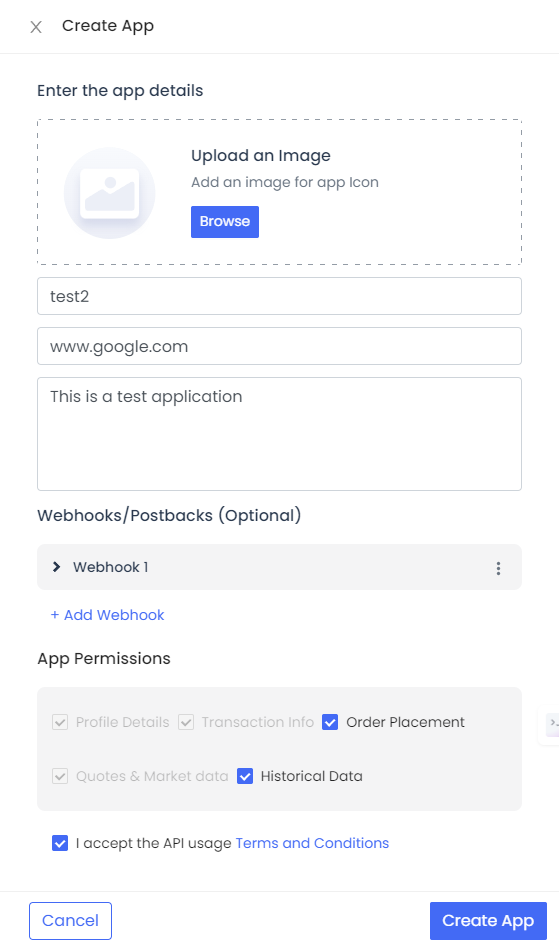 Create App
Enter the app details
Upload an Image
Add an image for app Icon
Browse
test2
www.google.com
This is a test application
Webhooks/Postbacks (Optional)
Webhook 1
+ Add Webhook
App Permissions
Profile Details Transaction Info Order Placement
Quotes & Market data Historical Data
I accept the API usage Terms and Conditions
Cancel Create App